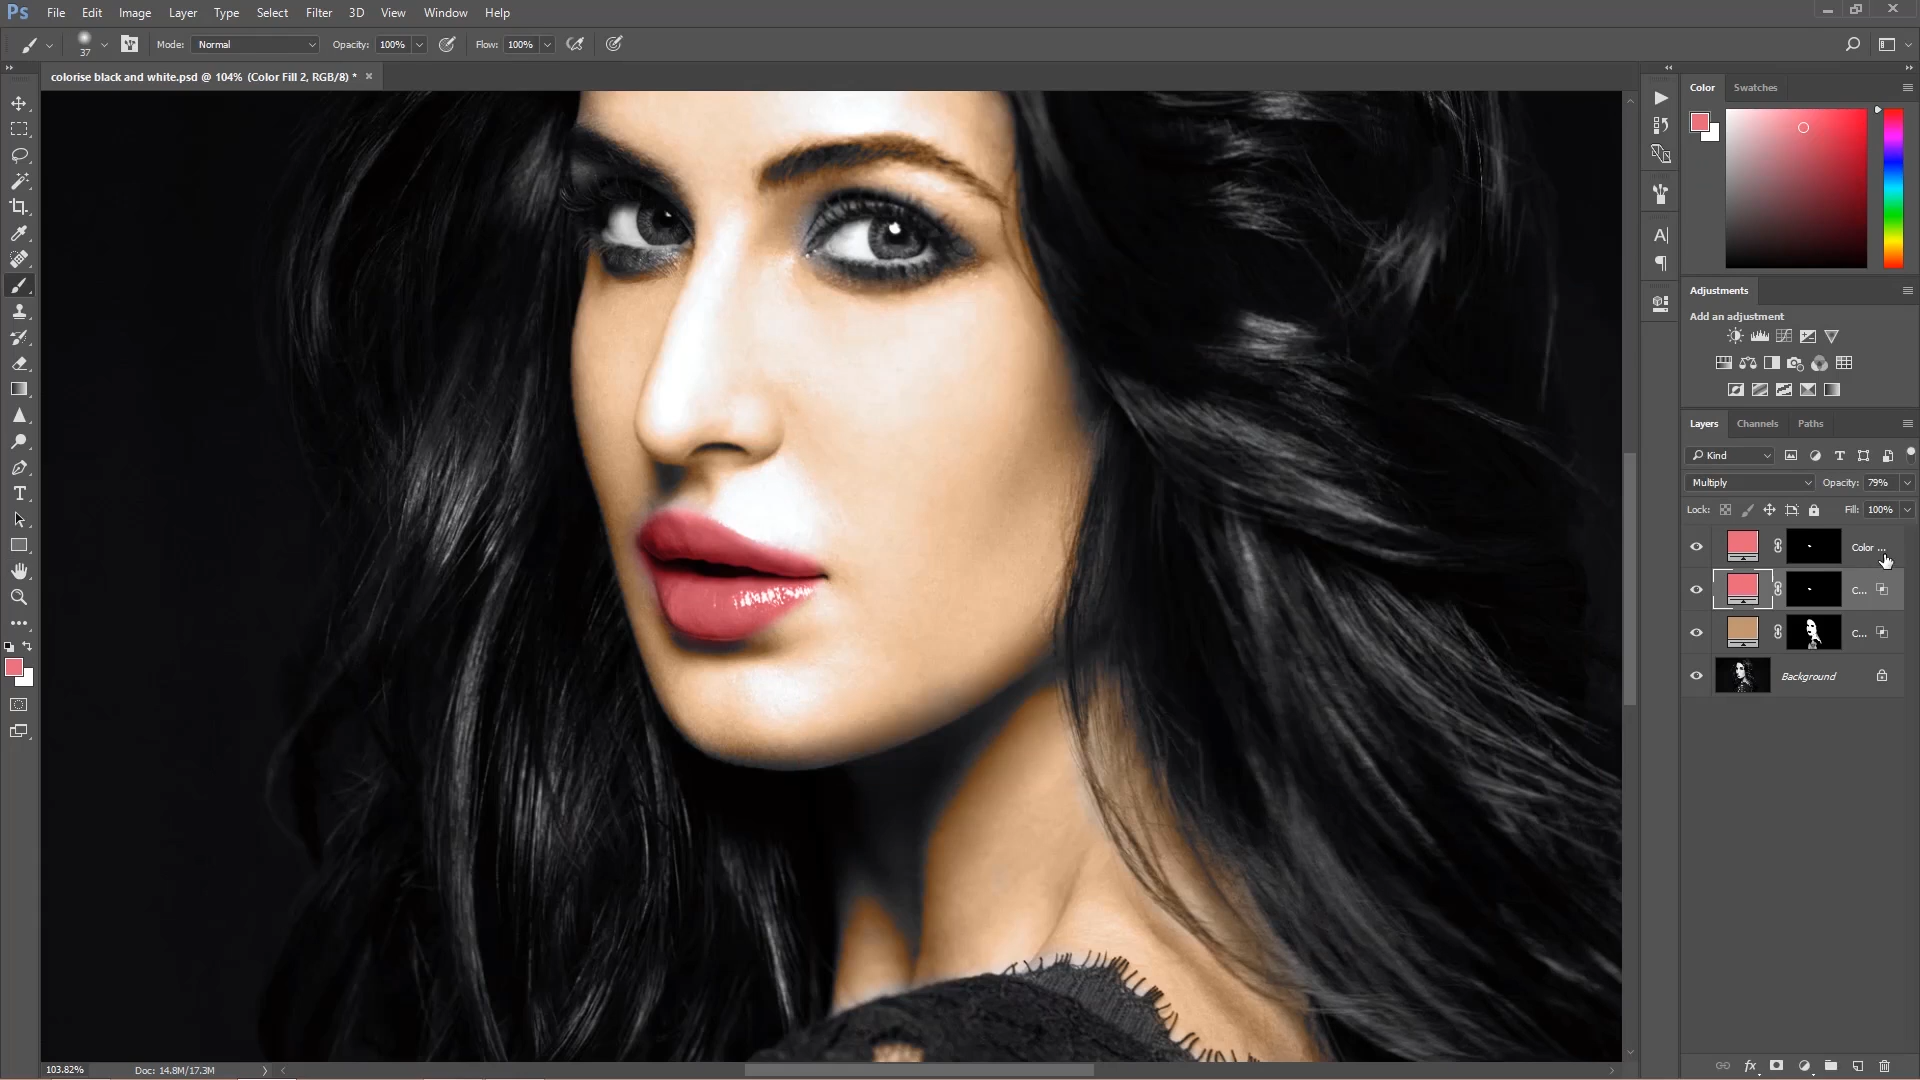 Ps File Edit Image Layer Type Select Filter 3D View Window Help
37 Mode: Normal Opacity: 100% Flow: 100%
colorise black and white.psd @ 104% (Color Fill 2, RGB/8) * ×
Color Swatches
Adjustments
Add an adjustment
Layers Channels Paths
Kind
Multiply Opacity: 79%
Lock: Fill: 100%
Color ...
C...
C...
Background
103.82% Doc: 14.8M/17.3M